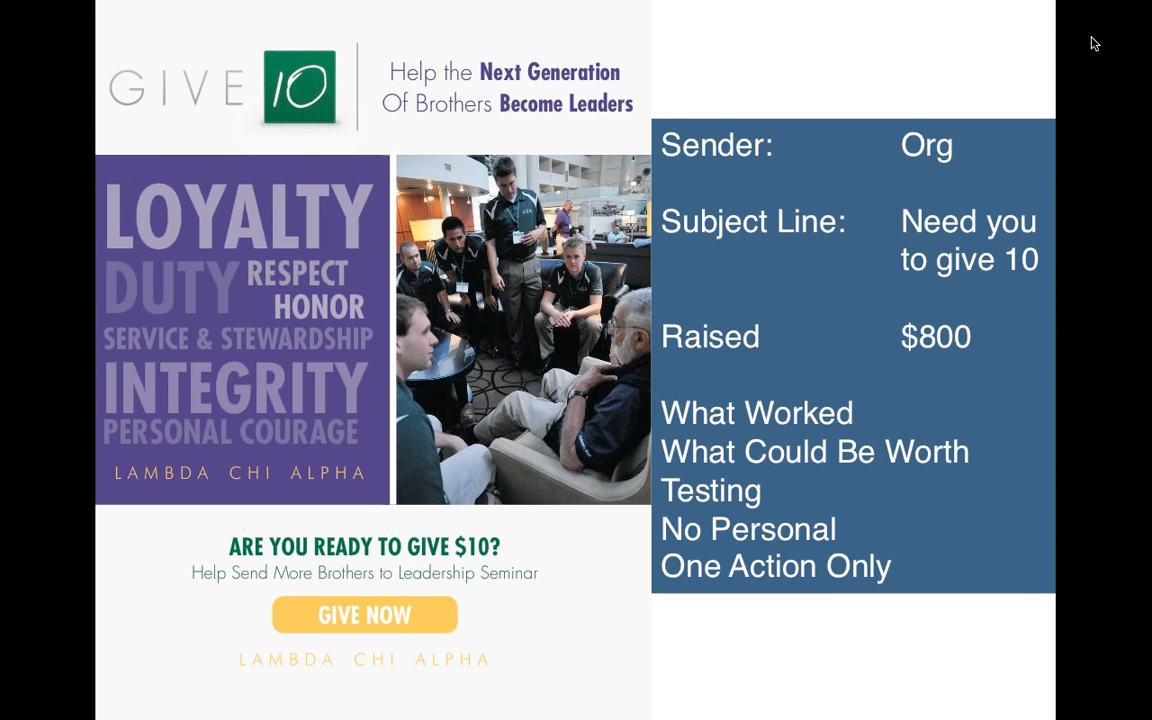 GIVE 10
Help the Next Generation
Of Brothers Become Leaders
LOYALTY
DUTY RESPECT
HONOR
SERVICE & STEWARDSHIP
INTEGRITY
PERSONAL COURAGE
LAMBDA CHI ALPHA
ARE YOU READY TO GIVE $10?
Help Send More Brothers to Leadership Seminar
GIVE NOW
LAMBDA CHI ALPHA
Sender: Org
Subject Line: Need you
to give 10
Raised $800
What Worked
What Could Be Worth
Testing
No Personal
One Action Only